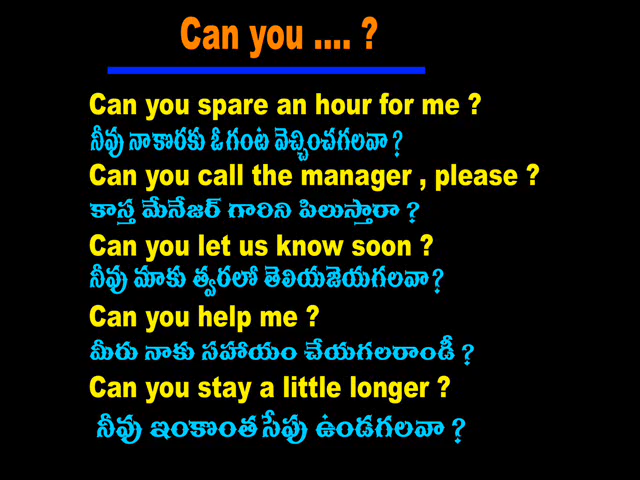 Can you .... ?
Can you spare an hour for me ?
నీవు నాకొరకు ఓ గంట వెచ్చించగలవా ?
Can you call the manager , please ?
కాస్త మేనేజర్ గారిని పిలుస్తారా ?
Can you let us know soon ?
నీవు మాకు త్వరలో తెలియజెయగలవా ?
Can you help me ?
మీరు నాకు సహాయం చేయగలరాండీ ?
Can you stay a little longer ?
నీవు ఇంకొంత సేపు ఉండగలవా ?